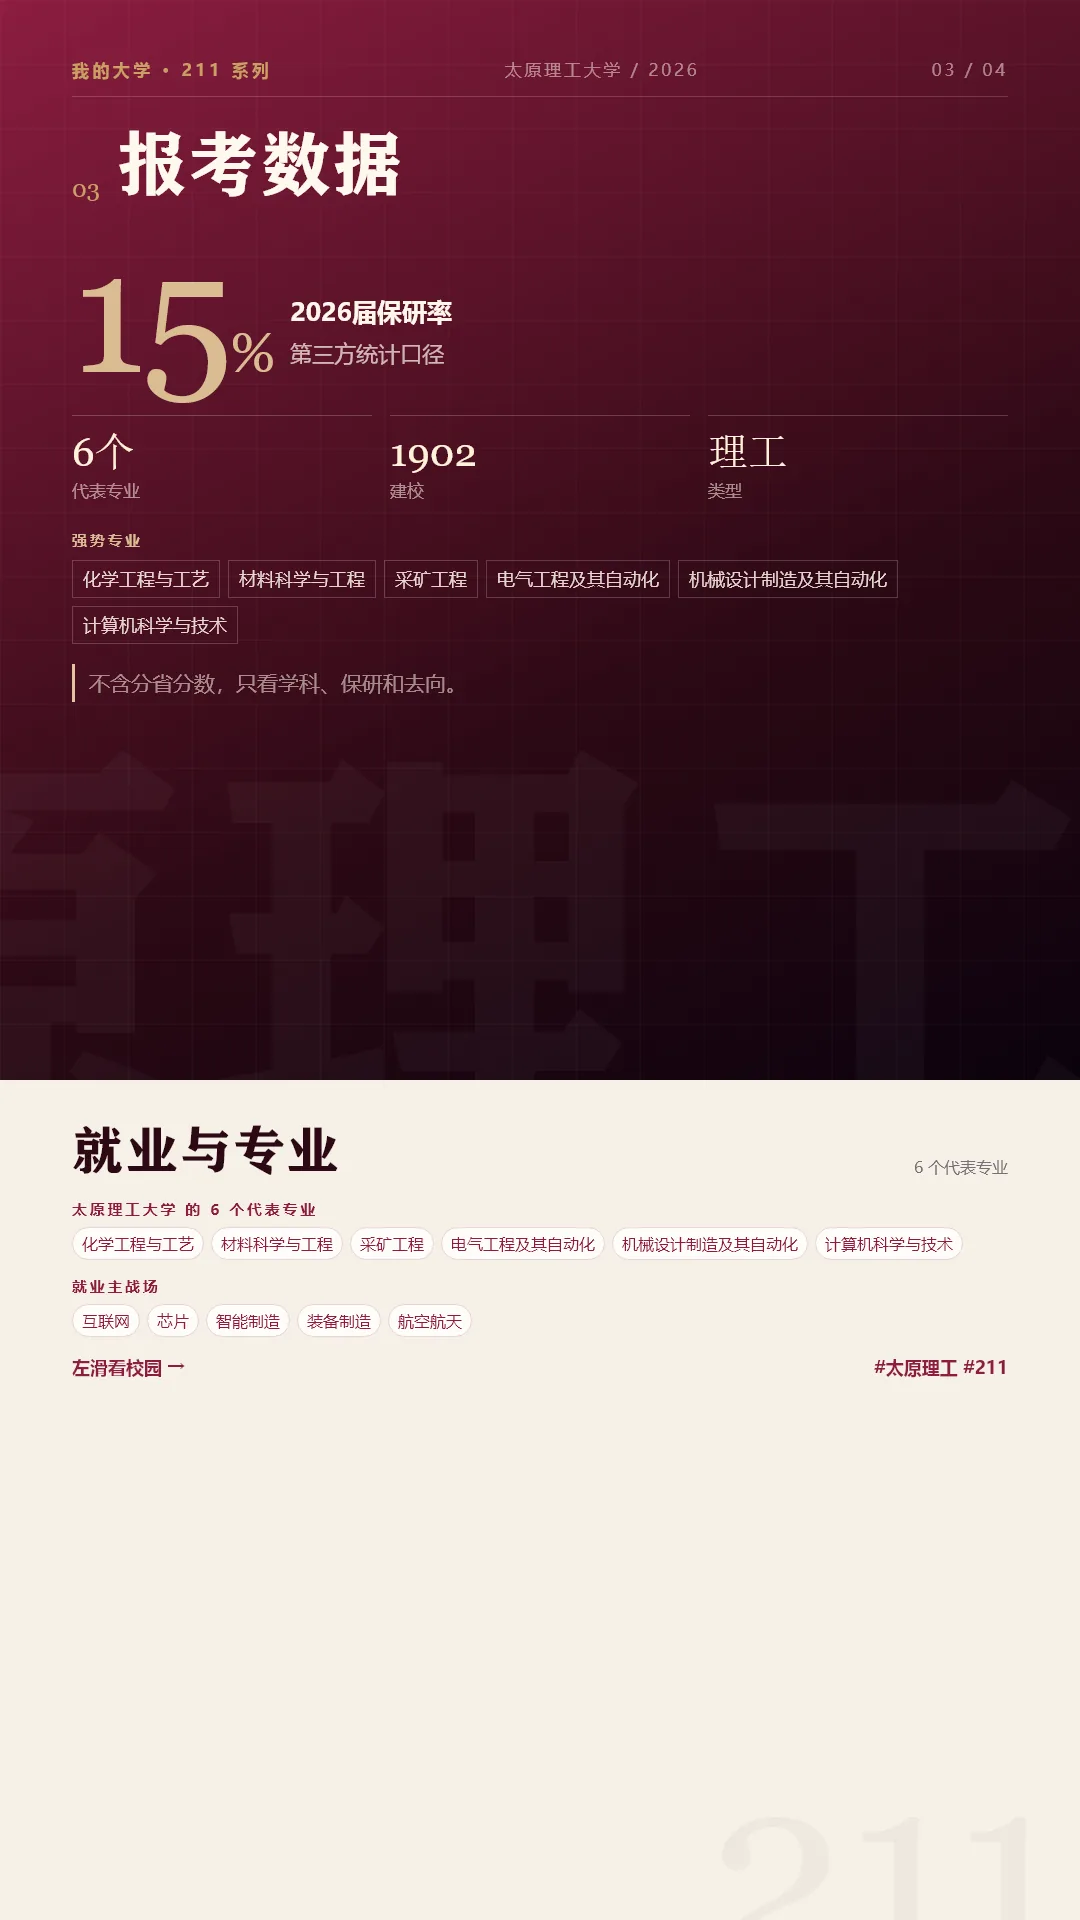 我的大学 • 211 系列
太原理工大学 / 2026
03 / 04
03 报考数据
15%
2026届保研率
第三方统计口径
6个
代表专业
1902
建校
理工
类型
强势专业
化学工程与工艺 材料科学与工程 采矿工程 电气工程及其自动化 机械设计制造及其自动化
计算机科学与技术
不含分省分数，只看学科、保研和去向。
原理工
就业与专业
6 个代表专业
太原理工大学 的 6 个代表专业
化学工程与工艺 材料科学与工程 采矿工程 电气工程及其自动化 机械设计制造及其自动化 计算机科学与技术
就业主战场
互联网 芯片 智能制造 装备制造 航空航天
左滑看校园 →
#太原理工 #211
211